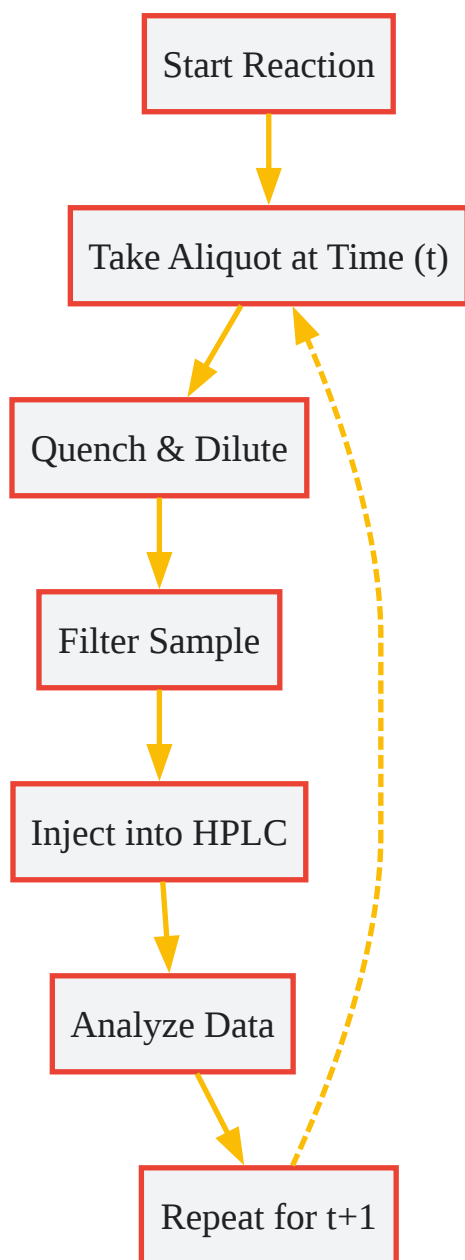 Start Reaction
Take Aliquot at Time (t)
Quench & Dilute
Filter Sample
Inject into HPLC
Analyze Data
Repeat for t+1